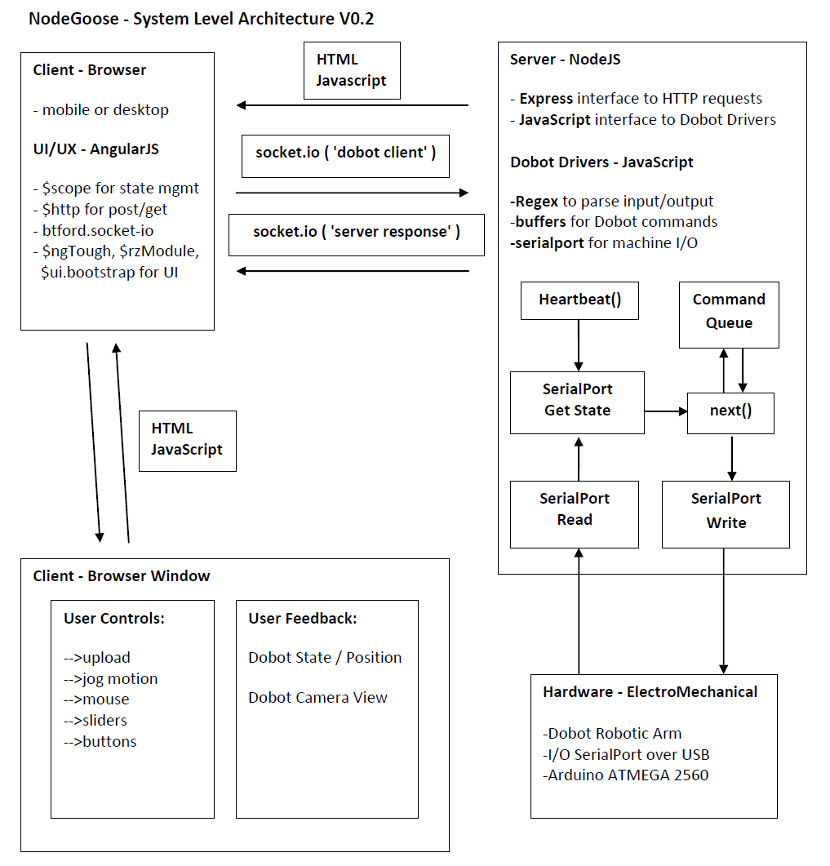 NodeGoose - System Level Architecture V0.2
Client - Browser
- mobile or desktop
UI/UX - AngularJS
- $scope for state mgmt
- $http for post/get
- btford.socket-io
- $ngTough, $rzModule,
$ui.bootstrap for UI
HTML
Javascript
socket.io ( 'dobot client' )
socket.io ( 'server response' )
Server - NodeJS
- Express interface to HTTP requests
- JavaScript interface to Dobot Drivers
Dobot Drivers - JavaScript
-Regex to parse input/output
-buffers for Dobot commands
-serialport for machine I/O
Heartbeat()
Command
Queue
SerialPort
Get State
next()
SerialPort
Read
SerialPort
Write
HTML
JavaScript
Client - Browser Window
User Controls:
-->upload
-->jog motion
-->mouse
-->sliders
-->buttons
User Feedback:
Dobot State / Position
Dobot Camera View
Hardware - ElectroMechanical
-Dobot Robotic Arm
-I/O SerialPort over USB
-Arduino ATMEGA 2560